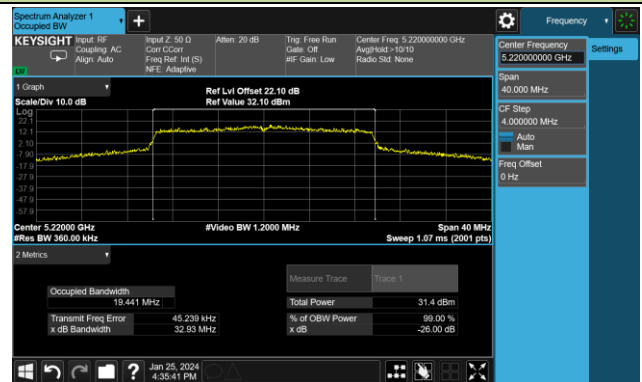 Spectrum Analyzer 1
Occupied BW
Frequency
KEYSIGHT
Input: RF
Coupling: AC
Align: Auto
Input Z: 50 Ω
Corr CCorr
Freq Ref: Int (S)
NFE: Adaptive
Atten: 20 dB
Trig: Free Run
Gate: Off
#IF Gain: Low
Center Freq: 5.220000000 GHz
Avg|Hold:>10/10
Radio Std: None
Center Frequency
5.220000000 GHz
Settings
Span
40.000 MHz
CF Step
4.000000 MHz
Auto
Man
Freq Offset
0 Hz
1 Graph
Scale/Div 10.0 dB
Ref Lvl Offset 22.10 dB
Ref Value 32.10 dBm
Log
22.1
12.1
2.10
-7.90
-17.9
-27.9
-37.9
-47.9
-57.9
Center 5.22000 GHz
#Video BW 1.2000 MHz
Span 40 MHz
#Res BW 360.00 kHz
Sweep 1.07 ms (2001 pts)
2 Metrics
Measure Trace
Trace 1
Occupied Bandwidth
19.441 MHz
Total Power
31.4 dBm
Transmit Freq Error
45.239 kHz
% of OBW Power
99.00 %
x dB Bandwidth
32.93 MHz
x dB
-26.00 dB
?
Jan 25, 2024
4:35:41 PM